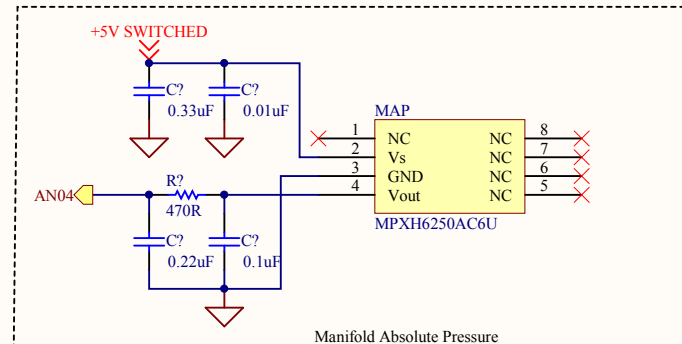 +5V SWITCHED
C?
0.33uF
C?
0.01uF
MAP
1 NC NC 8
2 Vs NC 7
3 GND NC 6
4 Vout NC 5
MPXH6250AC6U
AN04
R?
470R
C?
0.22uF
C?
0.1uF
Manifold Absolute Pressure